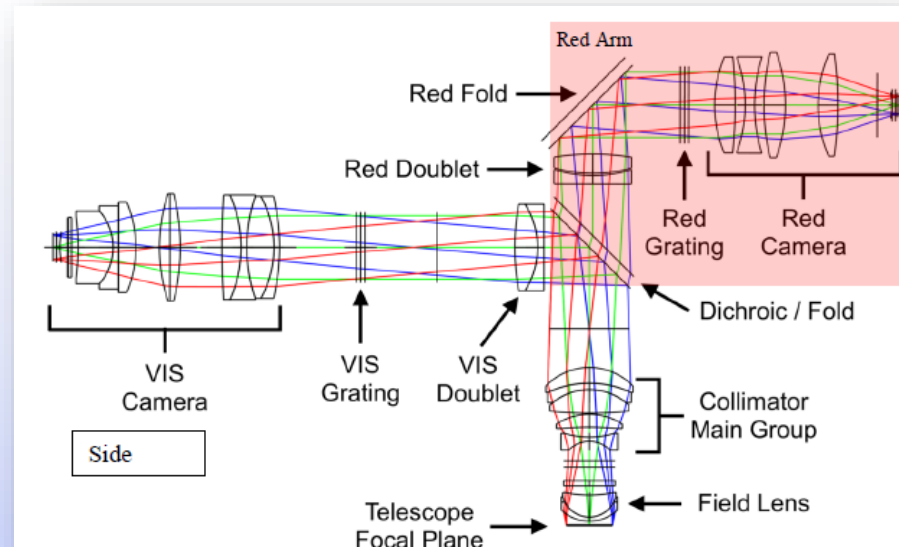 Red Arm
Red Fold
Red Doublet
Red
Grating
Red
Camera
Dichroic / Fold
VIS
Camera
VIS
Grating
VIS
Doublet
Collimator
Main Group
Side
Field Lens
Telescope
Focal Plane